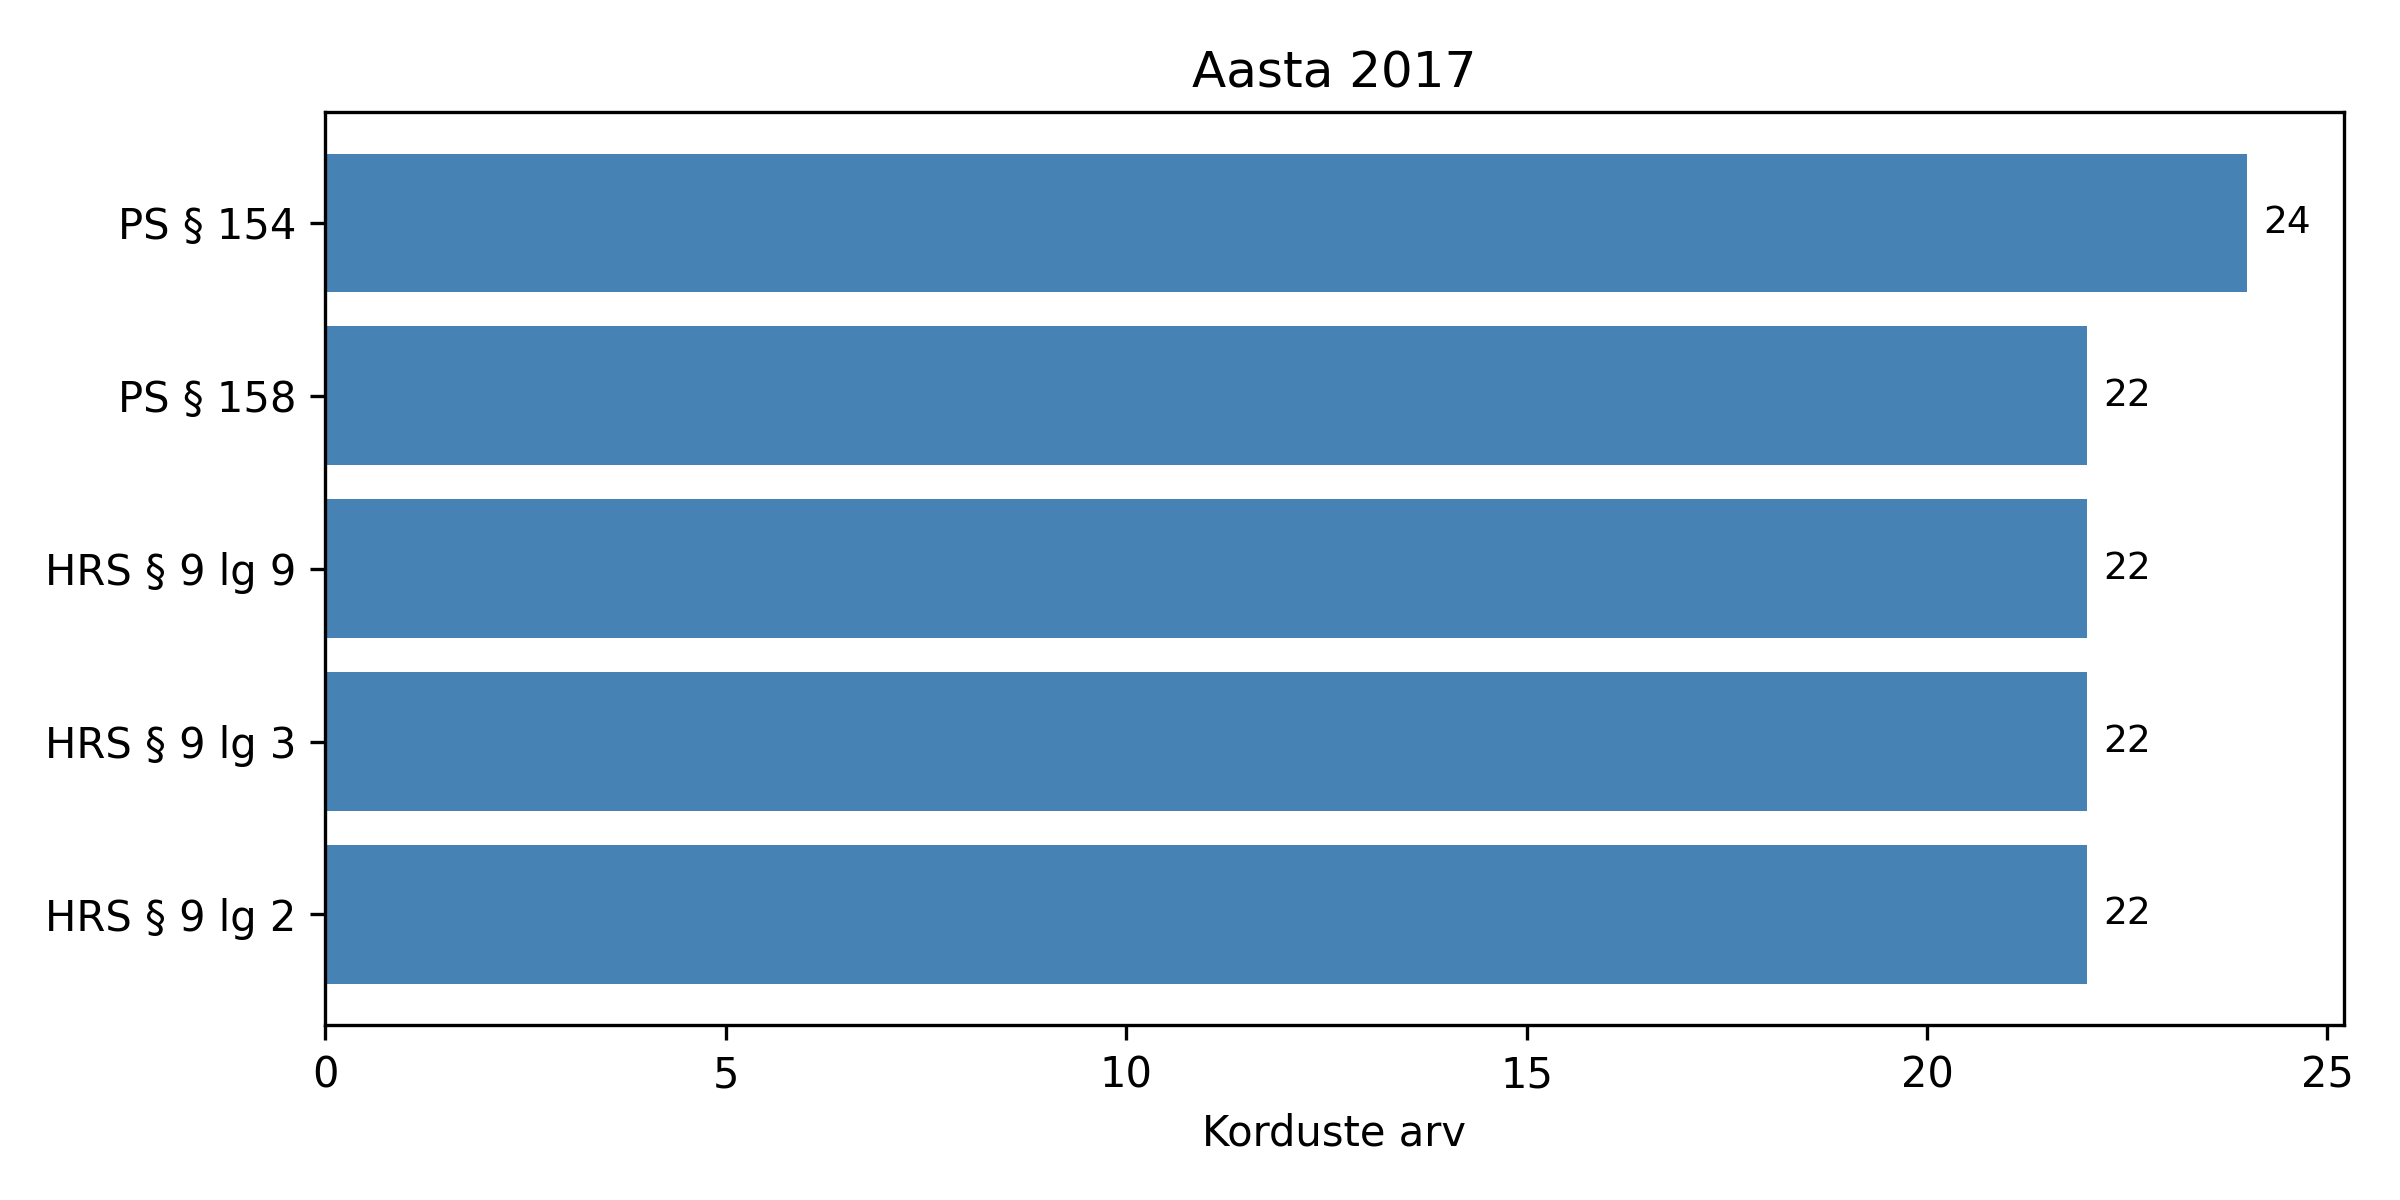 Aasta 2017
PS § 154
24
PS § 158
22
HRS § 9 lg 9
22
HRS § 9 lg 3
22
HRS § 9 lg 2
22
0 5 10 15 20 25
Korduste arv